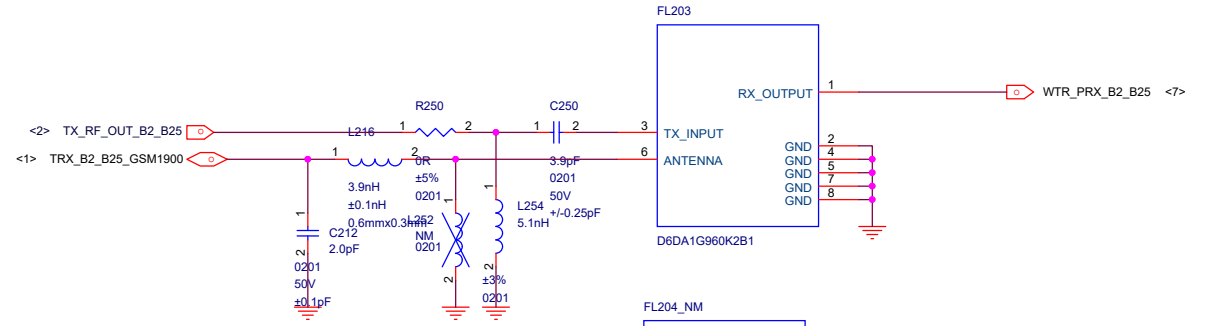 FL203
RX_OUTPUT
1
WTR_PRX_B2_B25 <7>
R250
C250
<2> TX_RF_OUT_B2_B25
L216
1
2
1
2
3
TX_INPUT
<1> TRX_B2_B25_GSM1900
1
2
6
ANTENNA
GND
2
GND
4
GND
5
GND
7
GND
8
0R
±5%
0201
3.9pF
0201
50V
+/-0.25pF
3.9nH
±0.1nH
0.6mmx0.3mm
1
C212
2.0pF
2
0201
50V
±0.1pF
1
L252
NM
0201
2
1
L254
5.1nH
2
±3%
0201
D6DA1G960K2B1
FL204_NM